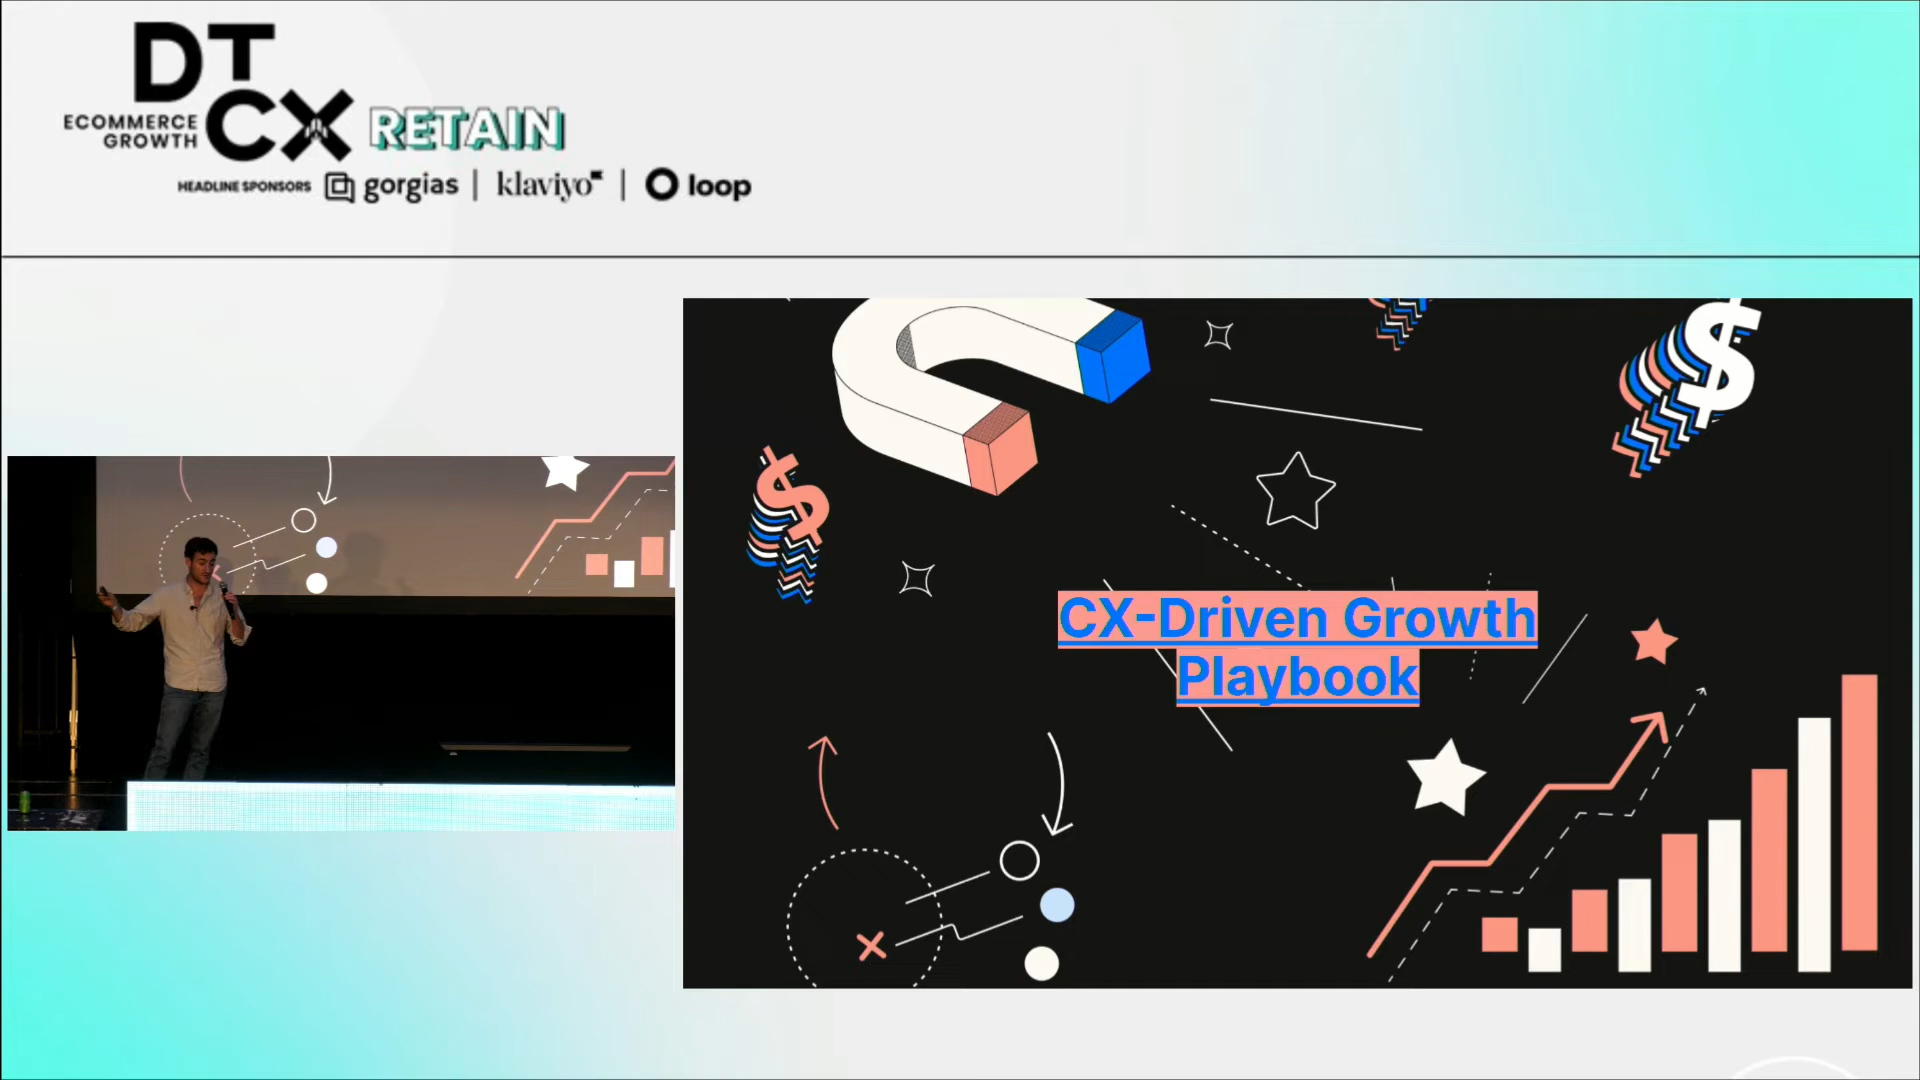 DT
ECOMMERCE
GROWTH
CX
RETAIN
HEADLINE SPONSORS gorgias | klaviyo | loop
$
$
CX-Driven Growth
Playbook